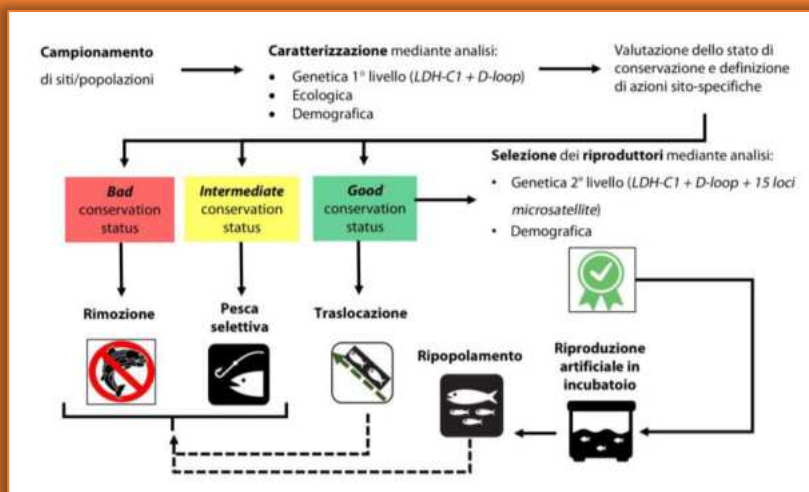 Campionamento
di siti/popolazioni
Caratterizzazione mediante analisi:
• Genetica 1° livello (LDH-C1 + D-loop)
• Ecologica
• Demografica
Valutazione dello stato di
conservazione e definizione
di azioni sito-specifiche
Bad
conservation
status
Intermediate
conservation
status
Good
conservation
status
Selezione dei riproduttori mediante analisi:
• Genetica 2° livello (LDH-C1 + D-loop + 15 loci
microsatellite)
• Demografica
Rimozione
Pesca
selettiva
Traslocazione
Ripopolamento
Riproduzione
artificiale in
incubatoio